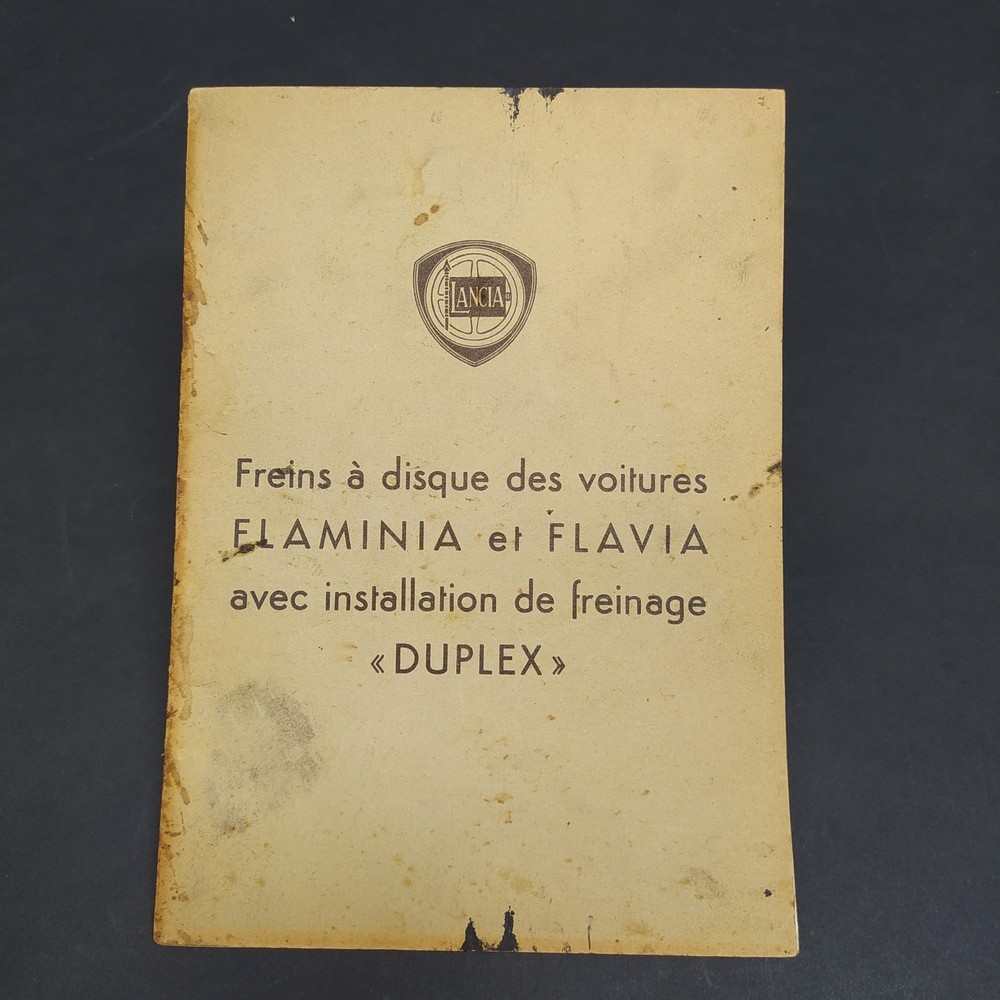 LANCIA
Freins à disque des voitures
FLAMINIA et FLAVIA
avec installation de freinage
« DUPLEX »